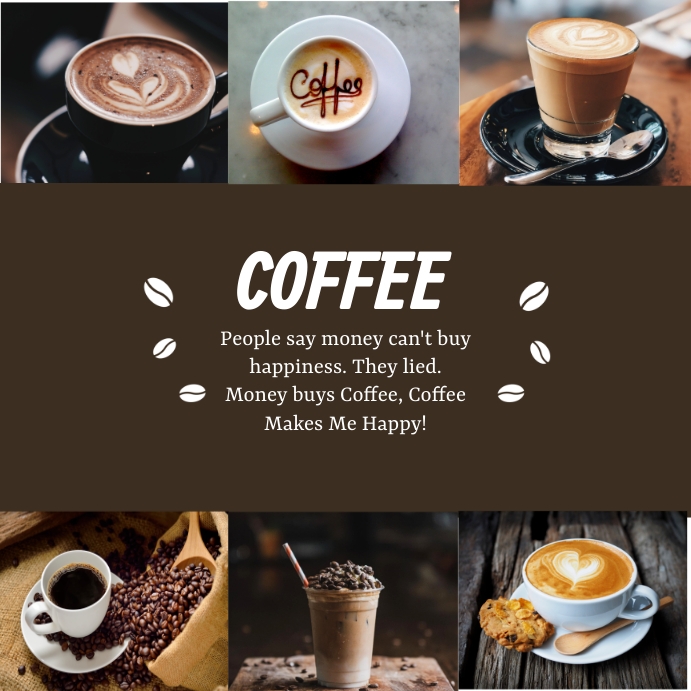 Coffee
COFFEE
People say money can't buy
happiness. They lied.
Money buys Coffee, Coffee
Makes Me Happy!